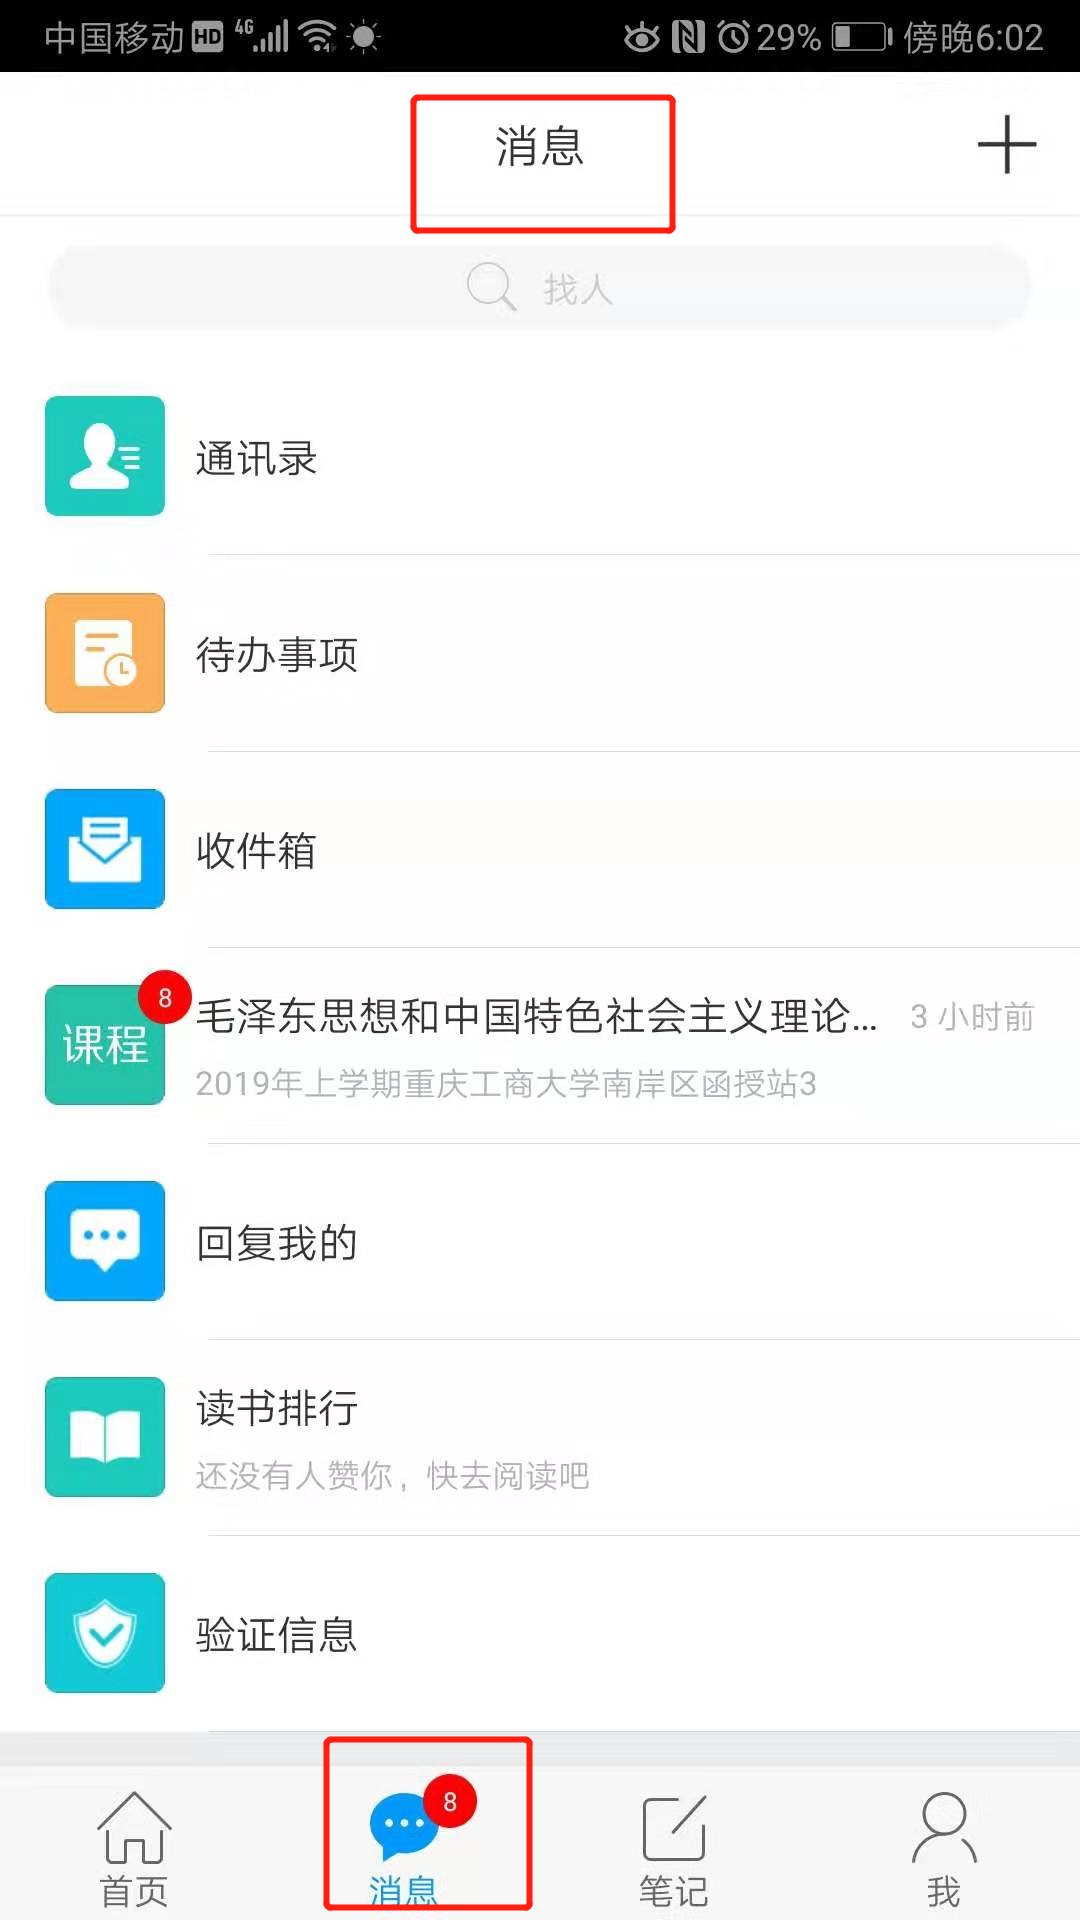 中国移动 HD 4G 29% 傍晚6:02
消息
找人
通讯录
待办事项
收件箱
课程 8 毛泽东思想和中国特色社会主义理论... 3 小时前
2019年上学期重庆工商大学南岸区函授站3
回复我的
读书排行
还没有人赞你，快去阅读吧
验证信息
8
首页 消息 笔记 我